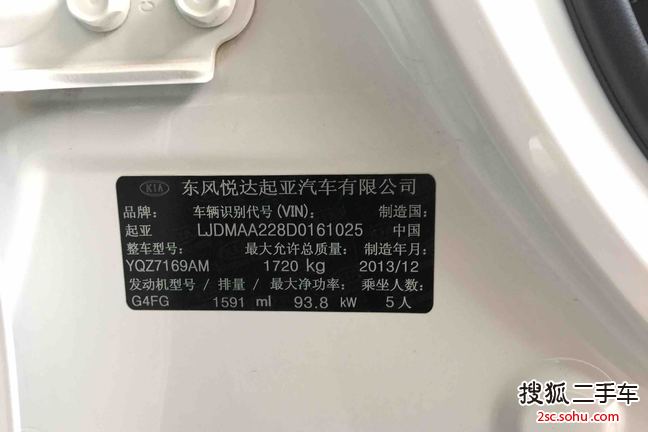 KIA 东风悦达起亚汽车有限公司
品牌: 车辆识别代号(VIN): 制造国:
起亚 LJDMAA228D0161025 中国
整车型号: 最大允许总质量: 制造年月:
YQZ7169AM 1720 kg 2013/12
发动机型号/排量/最大净功率: 乘坐人数:
G4FG 1591 ml 93.8 kW 5人
搜狐二手车
2sc.sohu.com